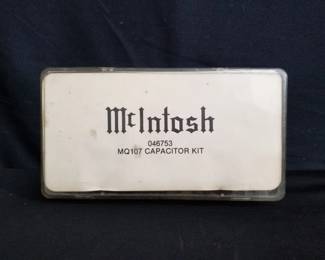 McIntosh
046753
MQ107 CAPACITOR KIT